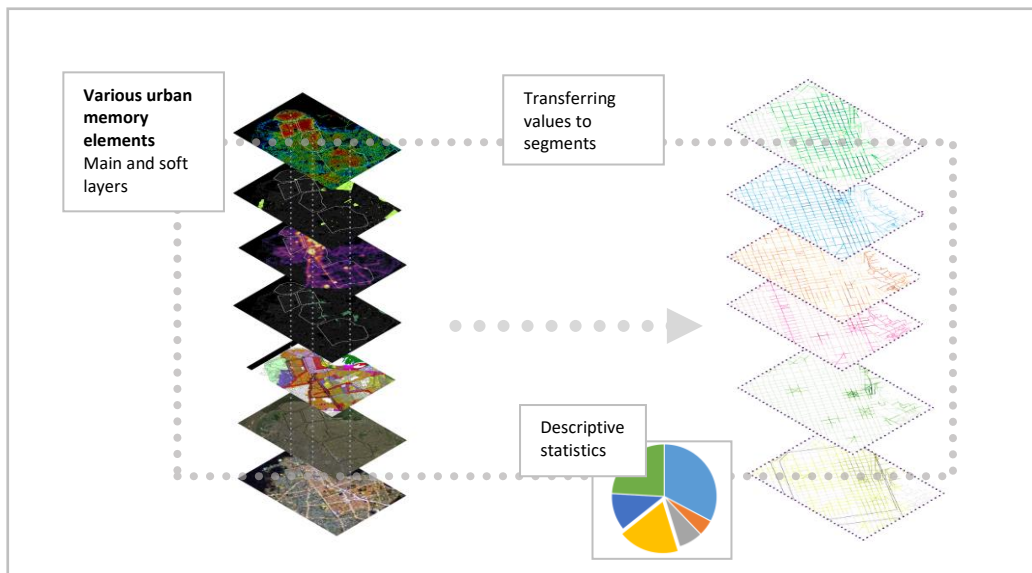 Various urban
memory
elements
Main and soft
layers
Transferring
values to
segments
Descriptive
statistics